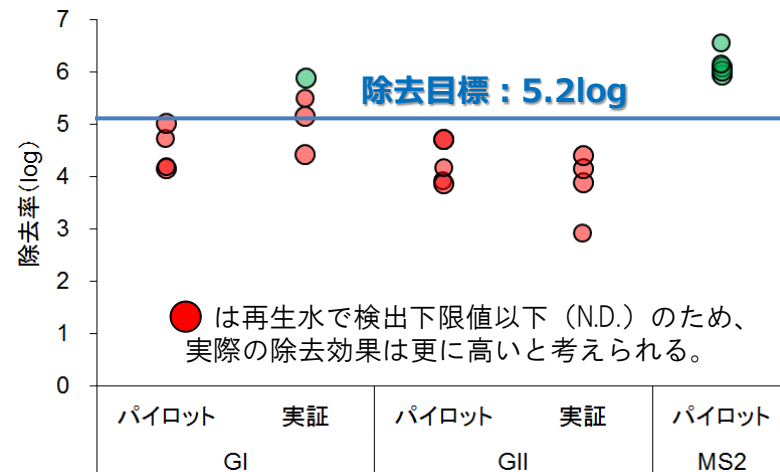 7
6
除去目標:5.2log
5
4
除去率(log)
3
2
は再生水で検出下限値以下(N.D.)のため、
1
実際の除去効果は更に高いと考えられる。
0
パイロット 実証 パイロット 実証 パイロット
GI GII MS2